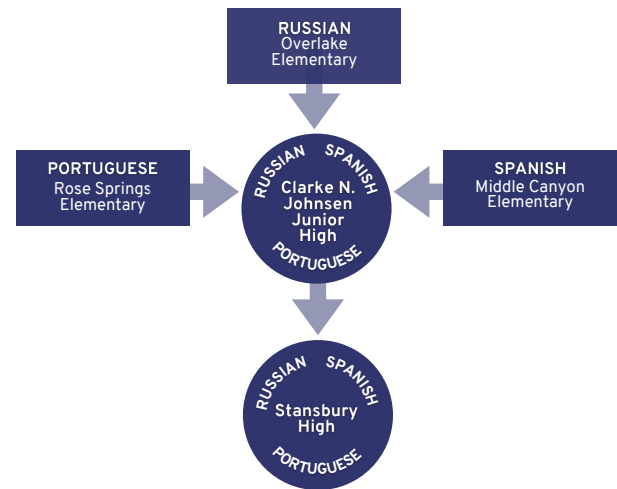 RUSSIAN
Overlake
Elementary
PORTUGUESE
Rose Springs
Elementary
RUSSIAN SPANISH
Clarke N.
Johnsen
Junior
High
PORTUGUESE
SPANISH
Middle Canyon
Elementary
RUSSIAN SPANISH
Stansbury
High
PORTUGUESE